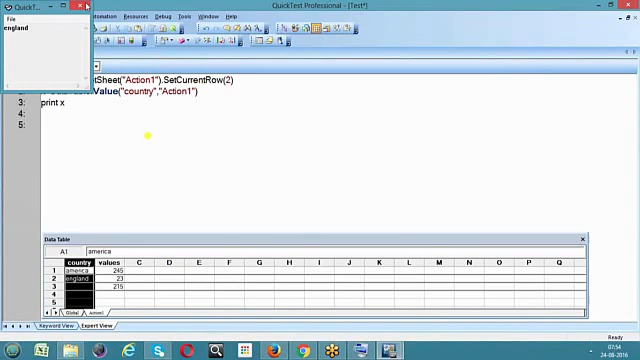 QuickT...
QuickTest Professional - [Test*]
File
Automation Resources Debug Tools Window Help
england
tSheet("Action1").SetCurrentRow(2)
Value("country","Action1")
3: print x
4:
5:
Data Table
A1 america
country values C D E F G H I J K L M N O P Q
1 america 245
2 england 23
3 215
4
5
Global Action1
Keyword View Expert View
Ready
07:54
24-08-2016